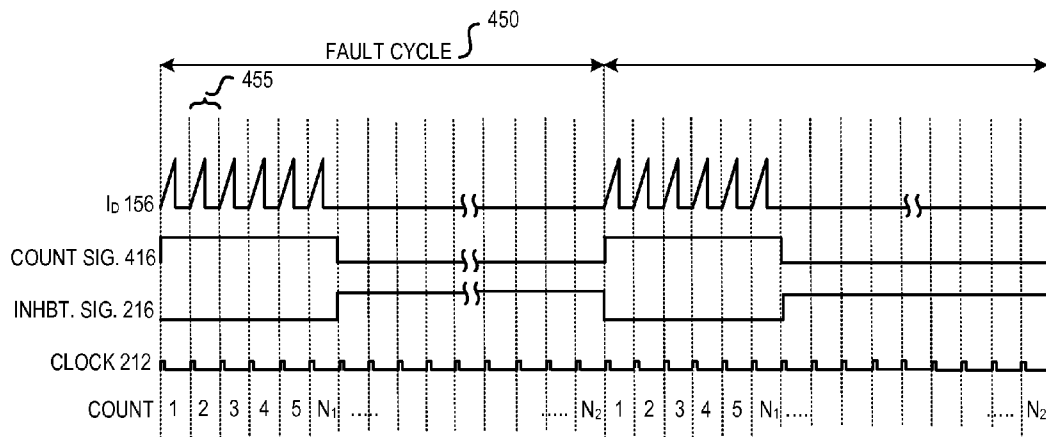 450
FAULT CYCLE
455
I_D 156
COUNT SIG. 416
INHBT. SIG. 216
CLOCK 212
COUNT 1 2 3 4 5 N₁ ..... ..... N₂ 1 2 3 4 5 N₁ .... ..... N₂